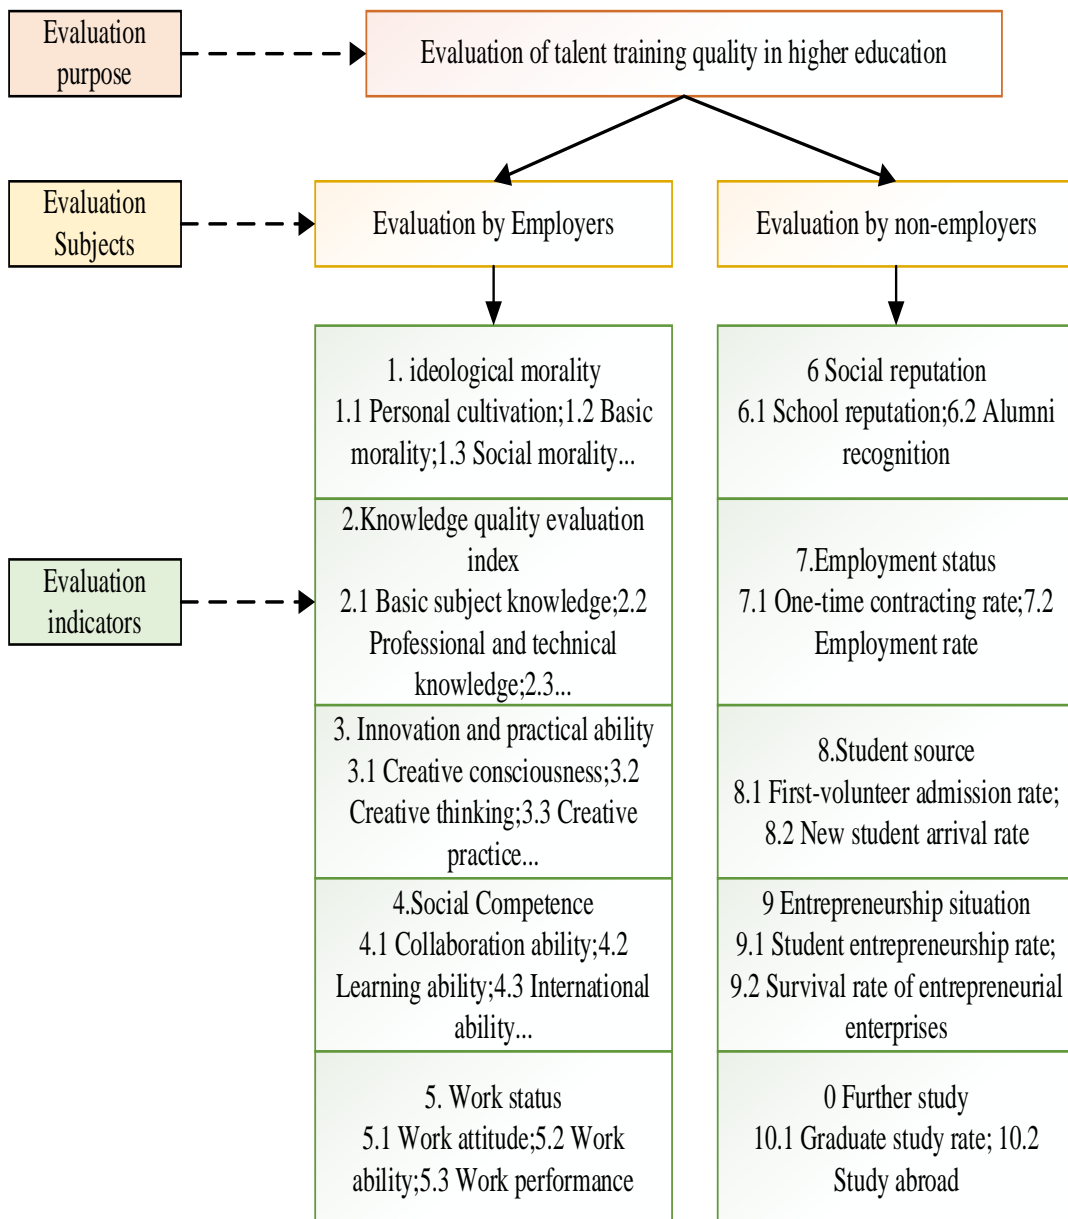 Evaluation
purpose
Evaluation of talent training quality in higher education
Evaluation
Subjects
Evaluation by Employers
Evaluation by non-employers
Evaluation
indicators
1. ideological morality
1.1 Personal cultivation;1.2 Basic
morality;1.3 Social morality...
2.Knowledge quality evaluation
index
2.1 Basic subject knowledge;2.2
Professional and technical
knowledge;2.3...
3. Innovation and practical ability
3.1 Creative consciousness;3.2
Creative thinking;3.3 Creative
practice...
4.Social Competence
4.1 Collaboration ability;4.2
Learning ability;4.3 International
ability...
5. Work status
5.1 Work attitude;5.2 Work
ability;5.3 Work performance
6 Social reputation
6.1 School reputation;6.2 Alumni
recognition
7.Employment status
7.1 One-time contracting rate;7.2
Employment rate
8.Student source
8.1 First-volunteer admission rate;
8.2 New student arrival rate
9 Entrepreneurship situation
9.1 Student entrepreneurship rate;
9.2 Survival rate of entrepreneurial
enterprises
0 Further study
10.1 Graduate study rate; 10.2
Study abroad